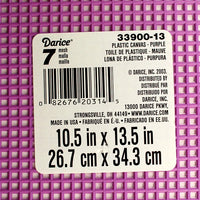 33900-13
Darice®
PLASTIC CANVAS - PURPLE
TOILE DE PLASTIQUE - MAUVE
LONA DE PLÁSTICO - PURPURA
7 mesh
maille
malla
© DARICE, INC. 2003.
DIST. BY
DISTRIBUÉ PAR
DISTRIBUIDO POR
DARICE, INC.
13000 DARICE PKWY.
0 82676 20314 5
STRONGSVILLE, OH/EE.UU. 44149
MADE IN USA • FABRIQUÉ EN É.U. • FABRICADO EN E.U.
WWW.DARICE.COM
10.5 in x 13.5 in
26.7 cm x 34.3 cm